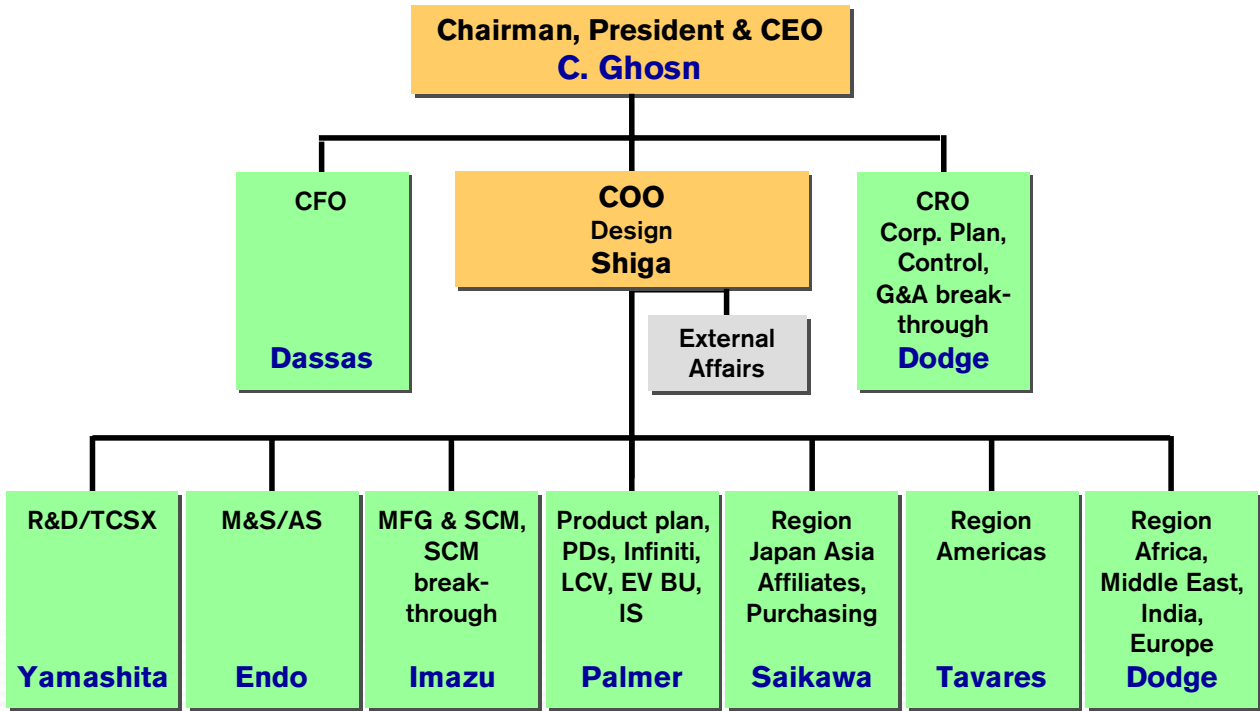 Chairman, President & CEO
C. Ghosn
CFO
Dassas
COO
Design
Shiga
External
Affairs
CRO
Corp. Plan,
Control,
G&A break-
through
Dodge
R&D/TCSX
Yamashita
M&S/AS
Endo
MFG & SCM,
SCM
break-
through
Imazu
Product plan,
PDs, Infiniti,
LCV, EV BU,
IS
Palmer
Region
Japan Asia
Affiliates,
Purchasing
Saikawa
Region
Americas
Tavares
Region
Africa,
Middle East,
India,
Europe
Dodge